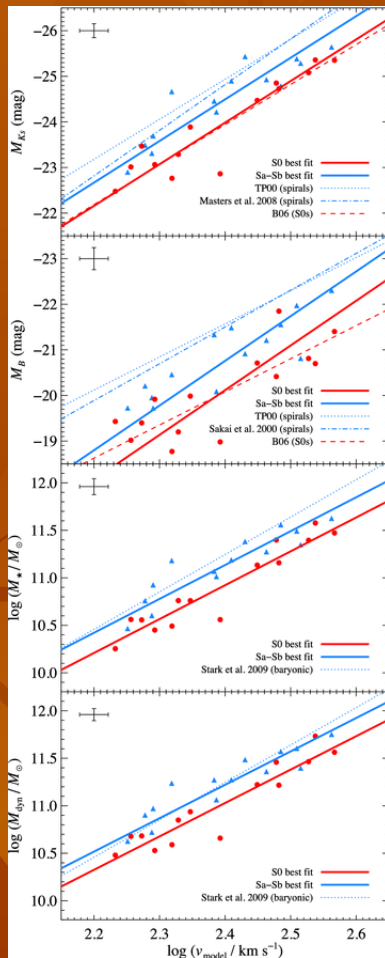 -26
-25
-24
-23
-22
M_Ks (mag)
S0 best fit
Sa-Sb best fit
TP00 (spirals)
Masters et al. 2008 (spirals)
B06 (S0s)
-23
-22
-21
-20
-19
M_B (mag)
S0 best fit
Sa-Sb best fit
TP00 (spirals)
Sakai et al. 2000 (spirals)
B06 (S0s)
12.0
11.5
11.0
10.5
10.0
log (M★/M⊙)
S0 best fit
Sa-Sb best fit
Stark et al. 2009 (baryonic)
12.0
11.5
11.0
10.5
10.0
log (M_dyn/M⊙)
S0 best fit
Sa-Sb best fit
Stark et al. 2009 (baryonic)
2.2 2.3 2.4 2.5 2.6
log (v_model / km s⁻¹)